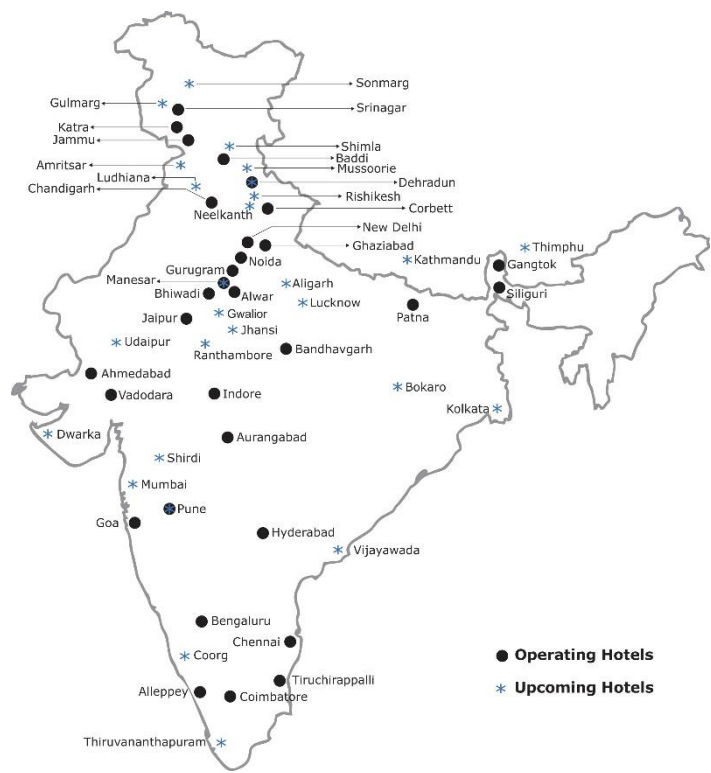 Sonmarg
Gulmarg
Srinagar
Katra
Jammu
Shimla
Baddi
Amritsar
Mussoorie
Ludhiana
Dehradun
Chandigarh
Rishikesh
Neelkanth
Corbett
New Delhi
Ghaziabad
Noida
Kathmandu
Thimphu
Gurugram
Gangtok
Manesar
Aligarh
Bhiwadi
Alwar
Siliguri
Lucknow
Patna
Gwalior
Jaipur
Jhansi
Udaipur
Ranthambore
Bandhavgarh
Ahmedabad
Vadodara
Indore
Bokaro
Kolkata
Dwarka
Aurangabad
Shirdi
Mumbai
Pune
Goa
Hyderabad
Vijayawada
Bengaluru
Chennai
Coorg
Operating Hotels
Tiruchirappalli
Upcoming Hotels
Alleppey
Coimbatore
Thiruvananthapuram